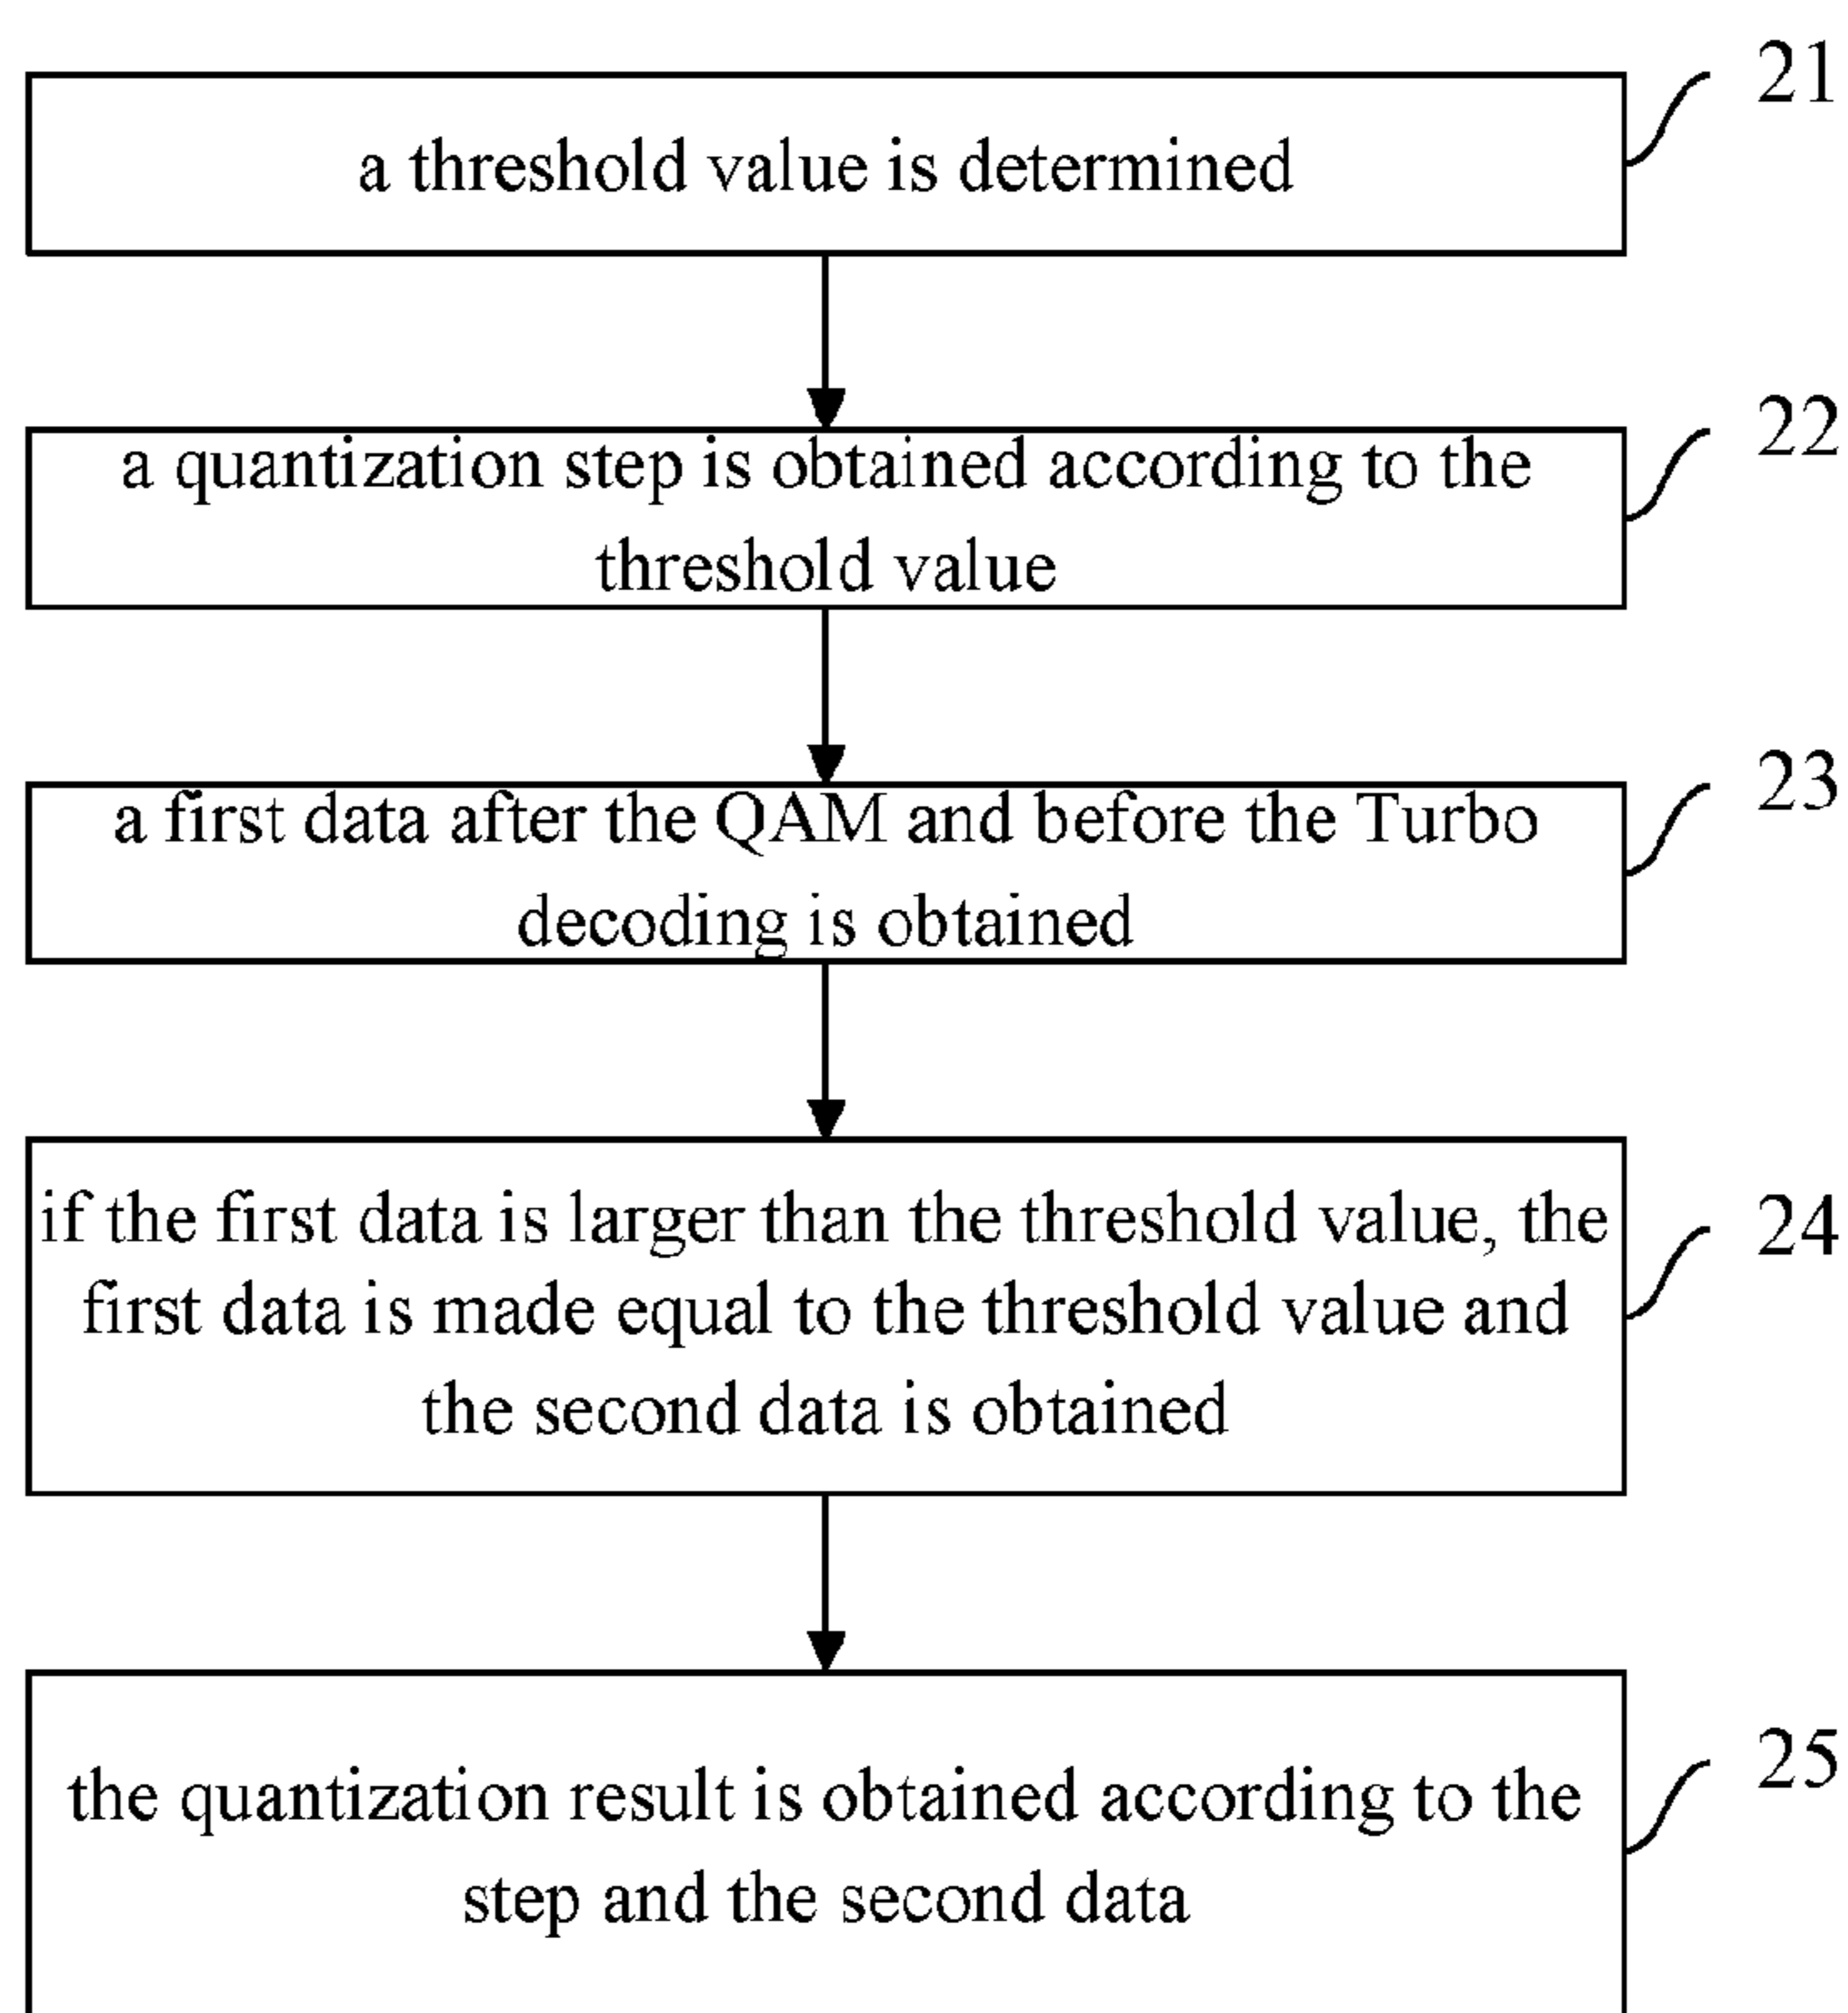 21
a threshold value is determined
22
a quantization step is obtained according to the
threshold value
23
a first data after the QAM and before the Turbo
decoding is obtained
24
if the first data is larger than the threshold value, the
first data is made equal to the threshold value and
the second data is obtained
25
the quantization result is obtained according to the
step and the second data